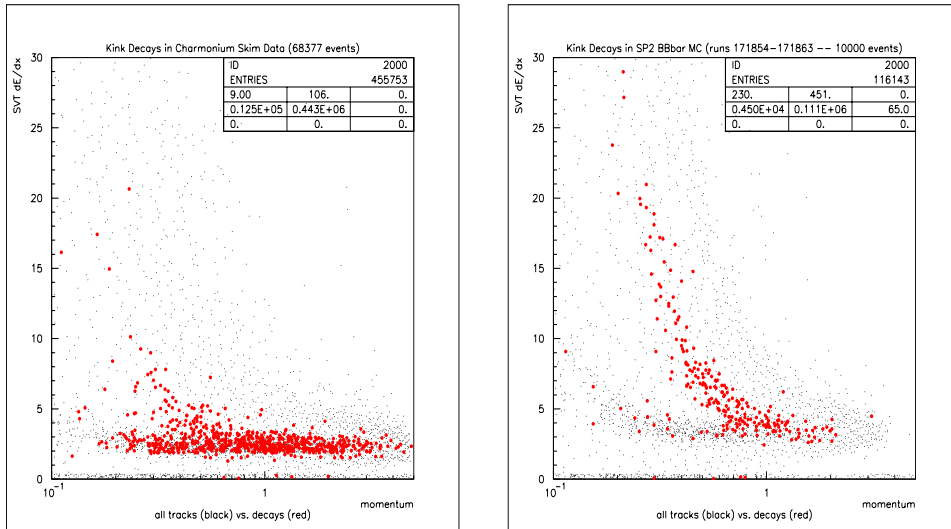 Kink Decays in Charmonium Skim Data (68377 events)
SVT dE/dx
30
25
20
15
10
5
0
ID 2000
ENTRIES 455753
9.00 106. 0.
0.125E+05 0.443E+06 0.
0. 0. 0.
10⁻¹ 1
momentum
all tracks (black) vs. decays (red)
Kink Decays in SP2 BBbar MC (runs 171854-171863 -- 10000 events)
SVT dE/dx
30
25
20
15
10
5
0
ID 2000
ENTRIES 116143
230. 451. 0.
0.450E+04 0.111E+06 65.0
0. 0. 0.
10⁻¹ 1
momentum
all tracks (black) vs. decays (red)